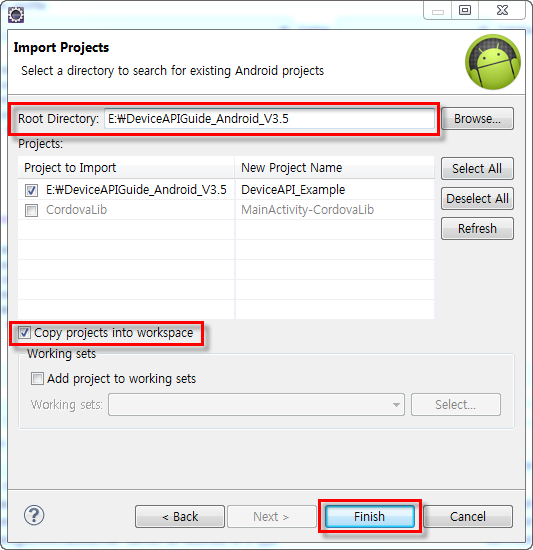 Import Projects
Select a directory to search for existing Android projects
Root Directory: E:₩DeviceAPIGuide_Android_V3.5 Browse...
Projects:
Project to Import New Project Name Select All
E:₩DeviceAPIGuide_Android_V3.5 DeviceAPI_Example
CordovaLib MainActivity-CordovaLib Deselect All
Refresh
Copy projects into workspace
Working sets
Add project to working sets
Working sets: Select...
? < Back Next > Finish Cancel